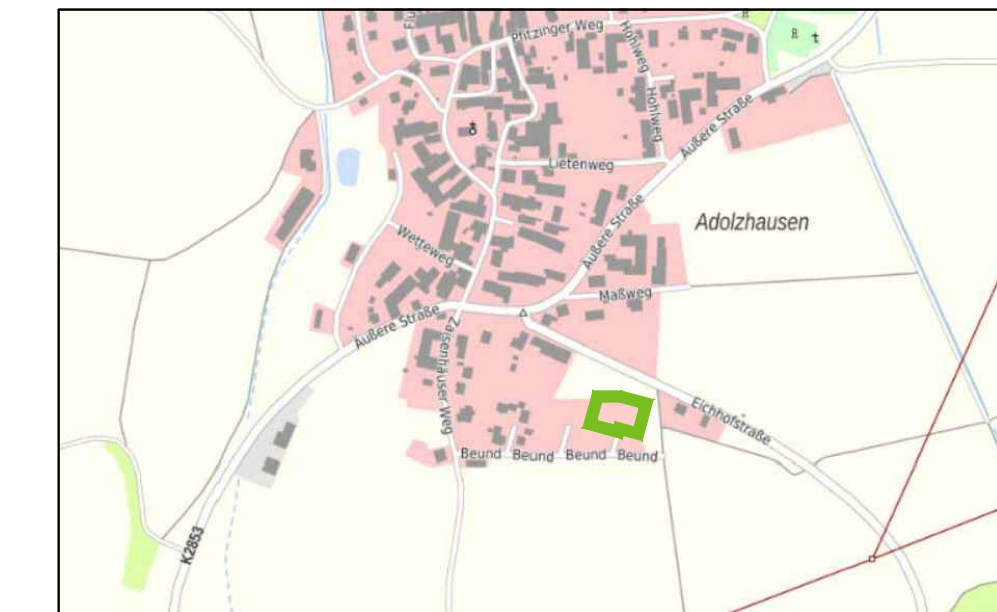 Pfitzinger Weg
Hohlweg
Hohlweg
Äußere Straße
Lietenweg
Äußere Straße
Adolzhausen
Wetteweg
Maßweg
Äußere Straße
Zaisenhäuser Weg
Eichhofstraße
Beund
Beund
Beund
Beund
K2853